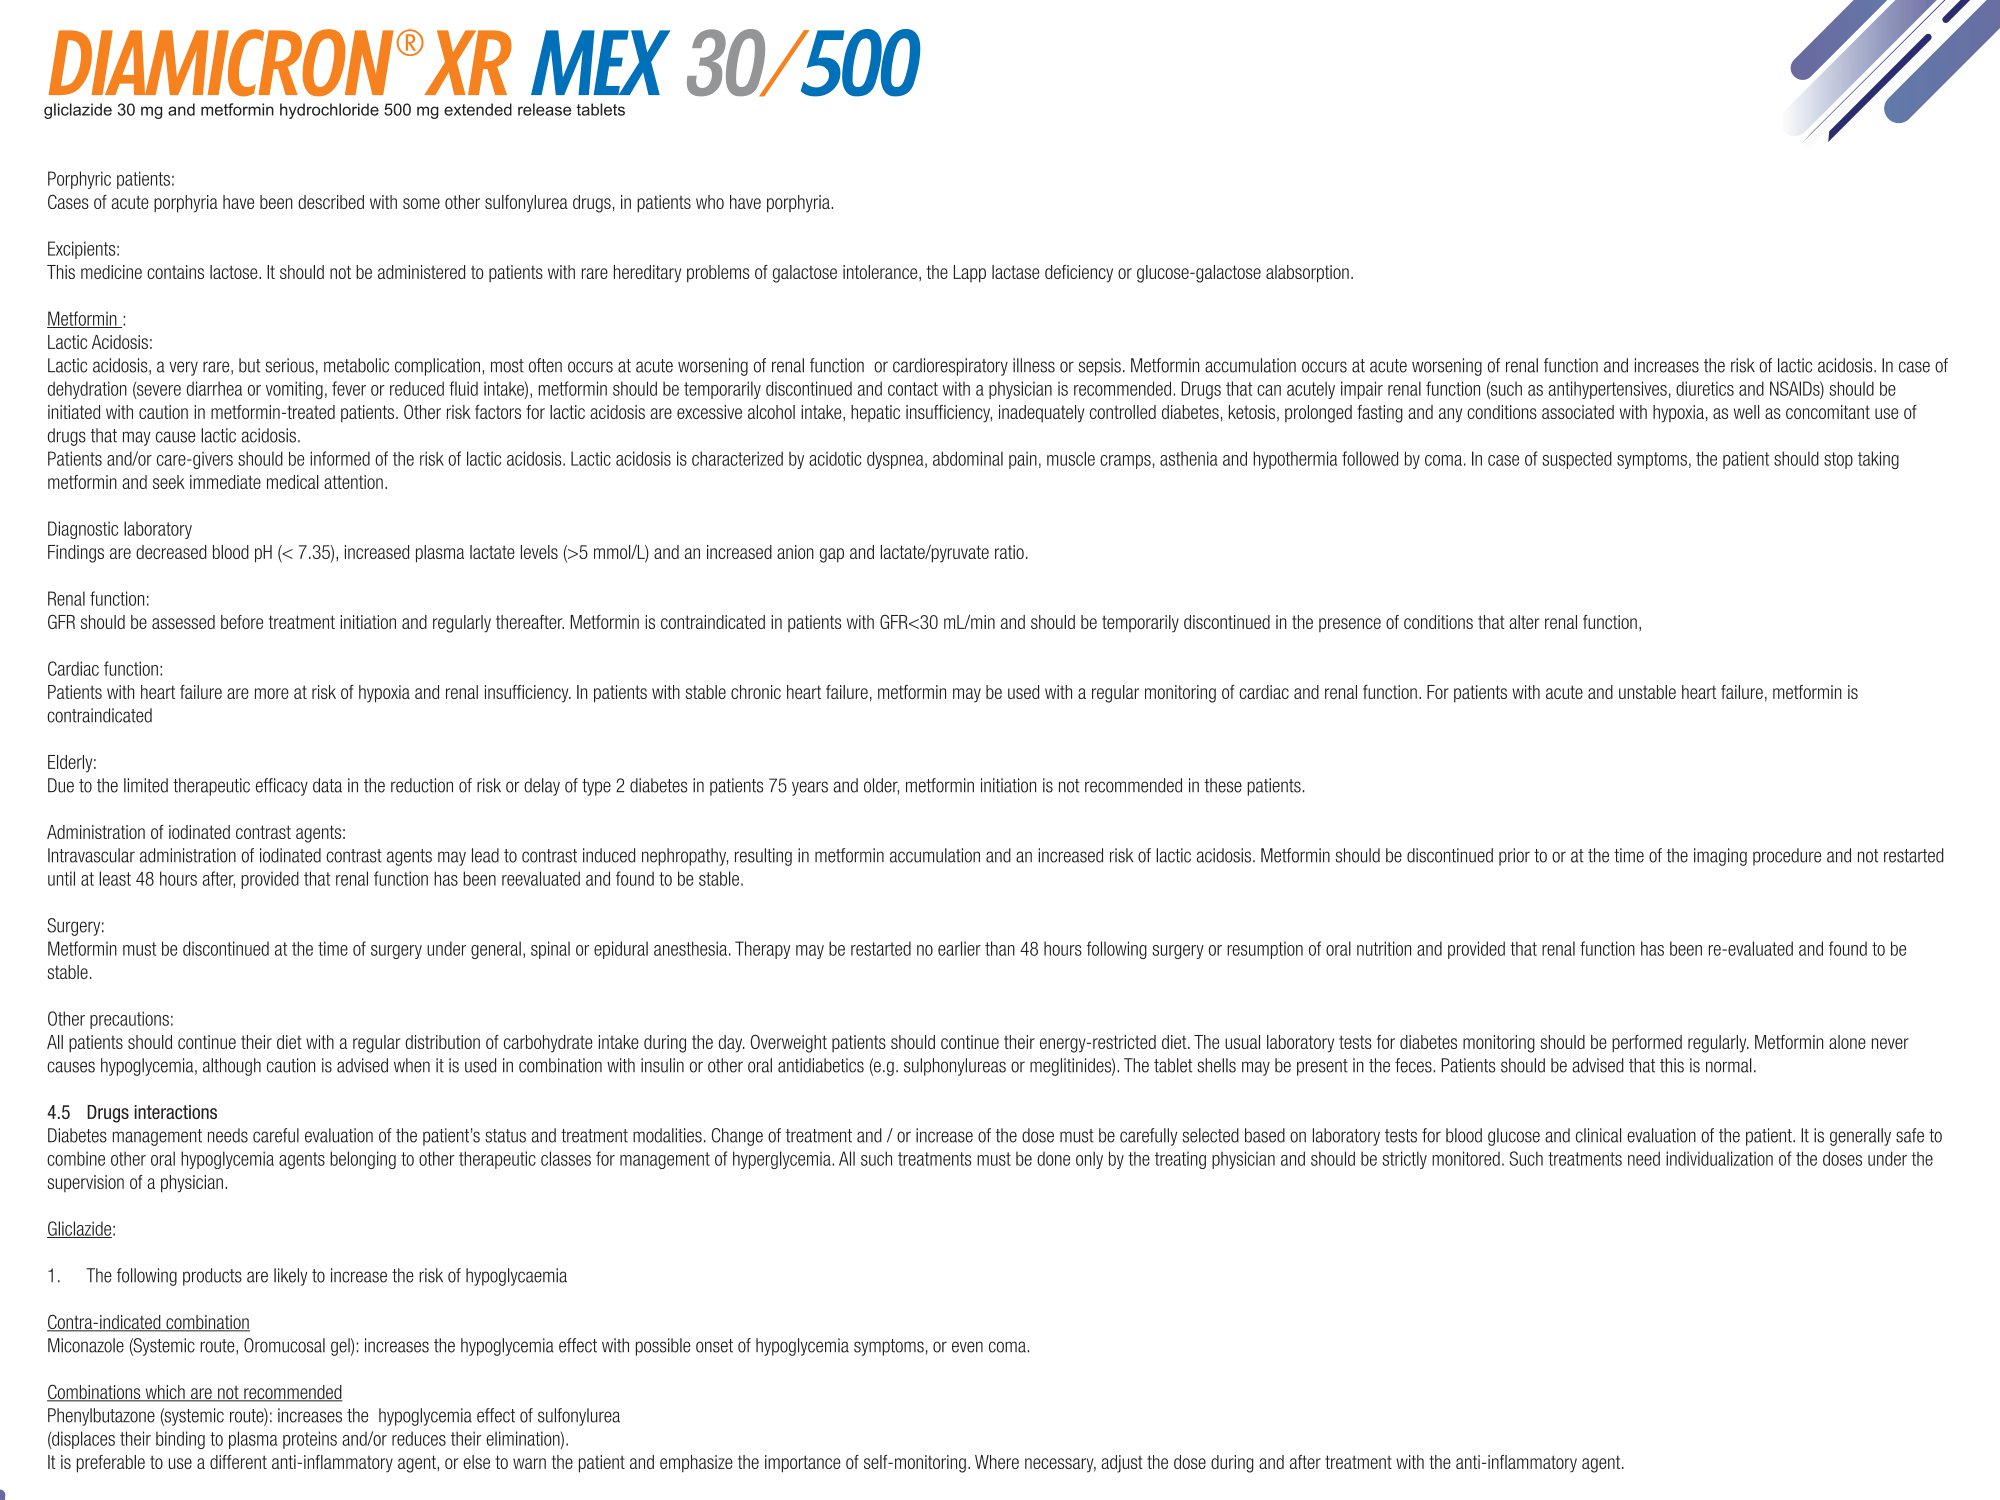 DIAMICRON® XR MEX 30/500
gliclazide 30 mg and metformin hydrochloride 500 mg extended release tablets
Porphyric patients:
Cases of acute porphyria have been described with some other sulfonylurea drugs, in patients who have porphyria.
Excipients:
This medicine contains lactose. It should not be administered to patients with rare hereditary problems of galactose intolerance, the Lapp lactase deficiency or glucose-galactose alabsorption.
Metformin :
Lactic Acidosis:
Lactic acidosis, a very rare, but serious, metabolic complication, most often occurs at acute worsening of renal function  or cardiorespiratory illness or sepsis. Metformin accumulation occurs at acute worsening of renal function and increases the risk of lactic acidosis. In case of
dehydration (severe diarrhea or vomiting, fever or reduced fluid intake), metformin should be temporarily discontinued and contact with a physician is recommended. Drugs that can acutely impair renal function (such as antihypertensives, diuretics and NSAIDs) should be
initiated with caution in metformin-treated patients. Other risk factors for lactic acidosis are excessive alcohol intake, hepatic insufficiency, inadequately controlled diabetes, ketosis, prolonged fasting and any conditions associated with hypoxia, as well as concomitant use of
drugs that may cause lactic acidosis.
Patients and/or care-givers should be informed of the risk of lactic acidosis. Lactic acidosis is characterized by acidotic dyspnea, abdominal pain, muscle cramps, asthenia and hypothermia followed by coma. In case of suspected symptoms, the patient should stop taking
metformin and seek immediate medical attention.
Diagnostic laboratory
Findings are decreased blood pH (< 7.35), increased plasma lactate levels (>5 mmol/L) and an increased anion gap and lactate/pyruvate ratio.
Renal function:
GFR should be assessed before treatment initiation and regularly thereafter. Metformin is contraindicated in patients with GFR<30 mL/min and should be temporarily discontinued in the presence of conditions that alter renal function,
Cardiac function:
Patients with heart failure are more at risk of hypoxia and renal insufficiency. In patients with stable chronic heart failure, metformin may be used with a regular monitoring of cardiac and renal function. For patients with acute and unstable heart failure, metformin is
contraindicated
Elderly:
Due to the limited therapeutic efficacy data in the reduction of risk or delay of type 2 diabetes in patients 75 years and older, metformin initiation is not recommended in these patients.
Administration of iodinated contrast agents:
Intravascular administration of iodinated contrast agents may lead to contrast induced nephropathy, resulting in metformin accumulation and an increased risk of lactic acidosis. Metformin should be discontinued prior to or at the time of the imaging procedure and not restarted
until at least 48 hours after, provided that renal function has been reevaluated and found to be stable.
Surgery:
Metformin must be discontinued at the time of surgery under general, spinal or epidural anesthesia. Therapy may be restarted no earlier than 48 hours following surgery or resumption of oral nutrition and provided that renal function has been re-evaluated and found to be
stable.
Other precautions:
All patients should continue their diet with a regular distribution of carbohydrate intake during the day. Overweight patients should continue their energy-restricted diet. The usual laboratory tests for diabetes monitoring should be performed regularly. Metformin alone never
causes hypoglycemia, although caution is advised when it is used in combination with insulin or other oral antidiabetics (e.g. sulphonylureas or meglitinides). The tablet shells may be present in the feces. Patients should be advised that this is normal.
4.5 Drugs interactions
Diabetes management needs careful evaluation of the patient's status and treatment modalities. Change of treatment and / or increase of the dose must be carefully selected based on laboratory tests for blood glucose and clinical evaluation of the patient. It is generally safe to
combine other oral hypoglycemia agents belonging to other therapeutic classes for management of hyperglycemia. All such treatments must be done only by the treating physician and should be strictly monitored. Such treatments need individualization of the doses under the
supervision of a physician.
Gliclazide:
1. The following products are likely to increase the risk of hypoglycaemia
Contra-indicated combination
Miconazole (Systemic route, Oromucosal gel): increases the hypoglycemia effect with possible onset of hypoglycemia symptoms, or even coma.
Combinations which are not recommended
Phenylbutazone (systemic route): increases the  hypoglycemia effect of sulfonylurea
(displaces their binding to plasma proteins and/or reduces their elimination).
It is preferable to use a different anti-inflammatory agent, or else to warn the patient and emphasize the importance of self-monitoring. Where necessary, adjust the dose during and after treatment with the anti-inflammatory agent.